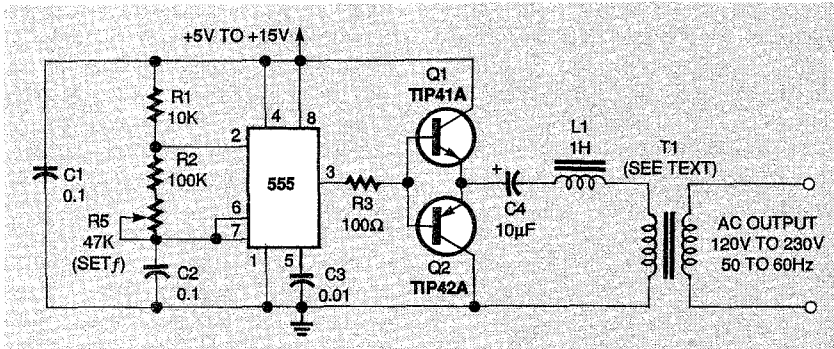 +5V TO +15V
R1
10K
R2
100K
R5
47K
(SETf)
C1
0.1
C2
0.1
4
8
2
555
3
6
7
1
5
C3
0.01
R3
100Ω
Q1
TIP41A
Q2
TIP42A
+
C4
10μF
L1
1H
T1
(SEE TEXT)
AC OUTPUT
120V TO 230V
50 TO 60Hz